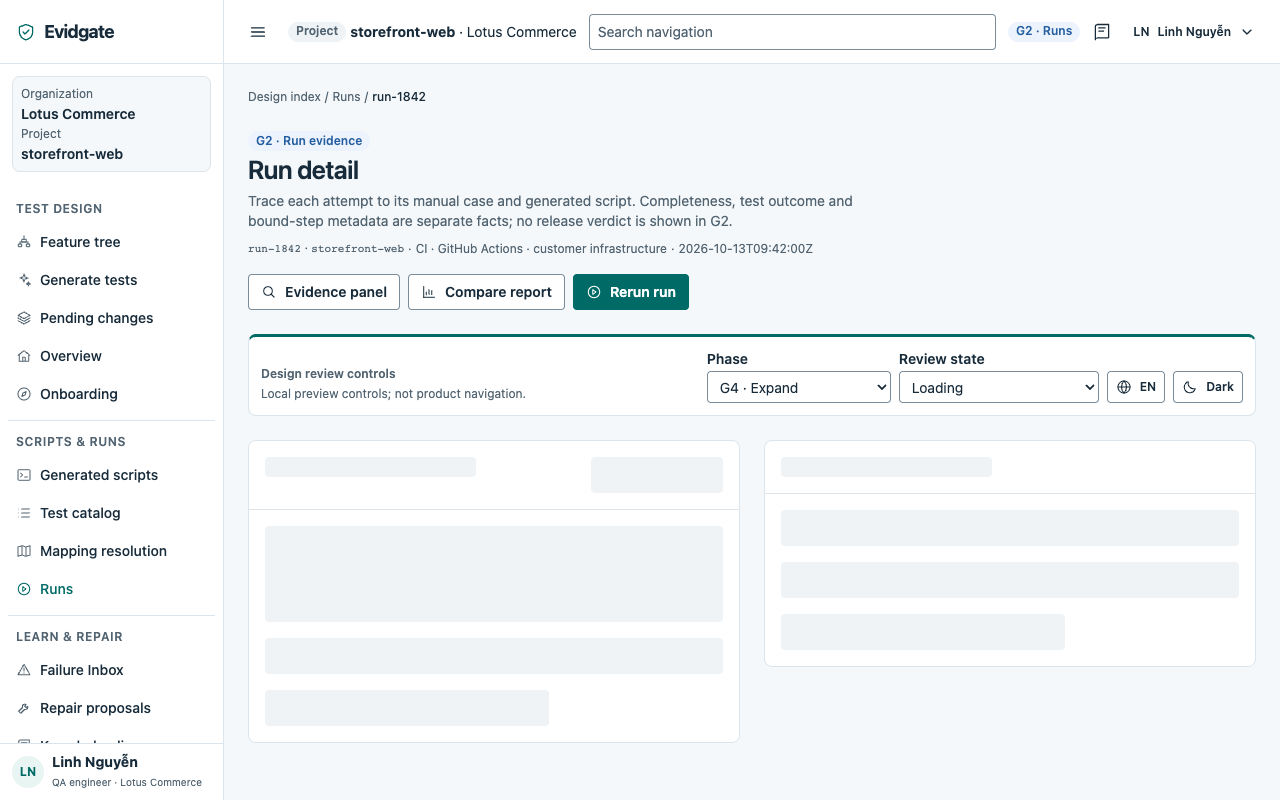 Evidgate
Project storefront-web · Lotus Commerce
Search navigation
G2 · Runs
LN Linh Nguyễn
Organization
Lotus Commerce
Project
storefront-web
TEST DESIGN
Feature tree
Generate tests
Pending changes
Overview
Onboarding
SCRIPTS & RUNS
Generated scripts
Test catalog
Mapping resolution
Runs
LEARN & REPAIR
Failure Inbox
Repair proposals
LN
Linh Nguyễn
QA engineer · Lotus Commerce
Design index / Runs / run-1842
G2 · Run evidence
Run detail
Trace each attempt to its manual case and generated script. Completeness, test outcome and
bound-step metadata are separate facts; no release verdict is shown in G2.
run-1842 · storefront-web · CI · GitHub Actions · customer infrastructure · 2026-10-13T09:42:00Z
Evidence panel
Compare report
Rerun run
Design review controls
Local preview controls; not product navigation.
Phase
G4 · Expand
Review state
Loading
EN
Dark